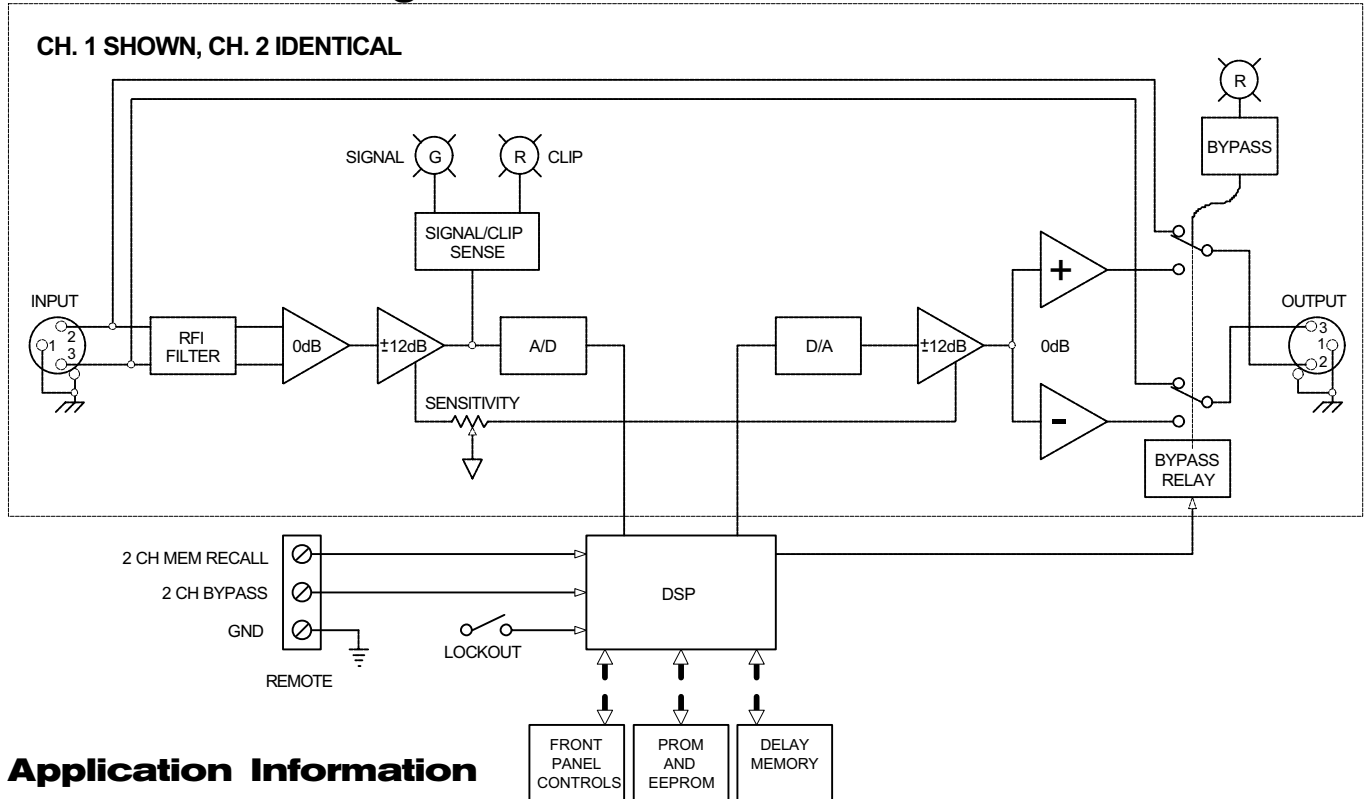 CH. 1 SHOWN, CH. 2 IDENTICAL
R
BYPASS
SIGNAL
G
R
CLIP
SIGNAL/CLIP
SENSE
INPUT
2
1
3
RFI
FILTER
0dB
±12dB
A/D
D/A
±12dB
+
0dB
-
OUTPUT
3
1
2
SENSITIVITY
BYPASS
RELAY
2 CH MEM RECALL
2 CH BYPASS
GND
REMOTE
LOCKOUT
DSP
FRONT
PANEL
CONTROLS
PROM
AND
EEPROM
DELAY
MEMORY
Application Information